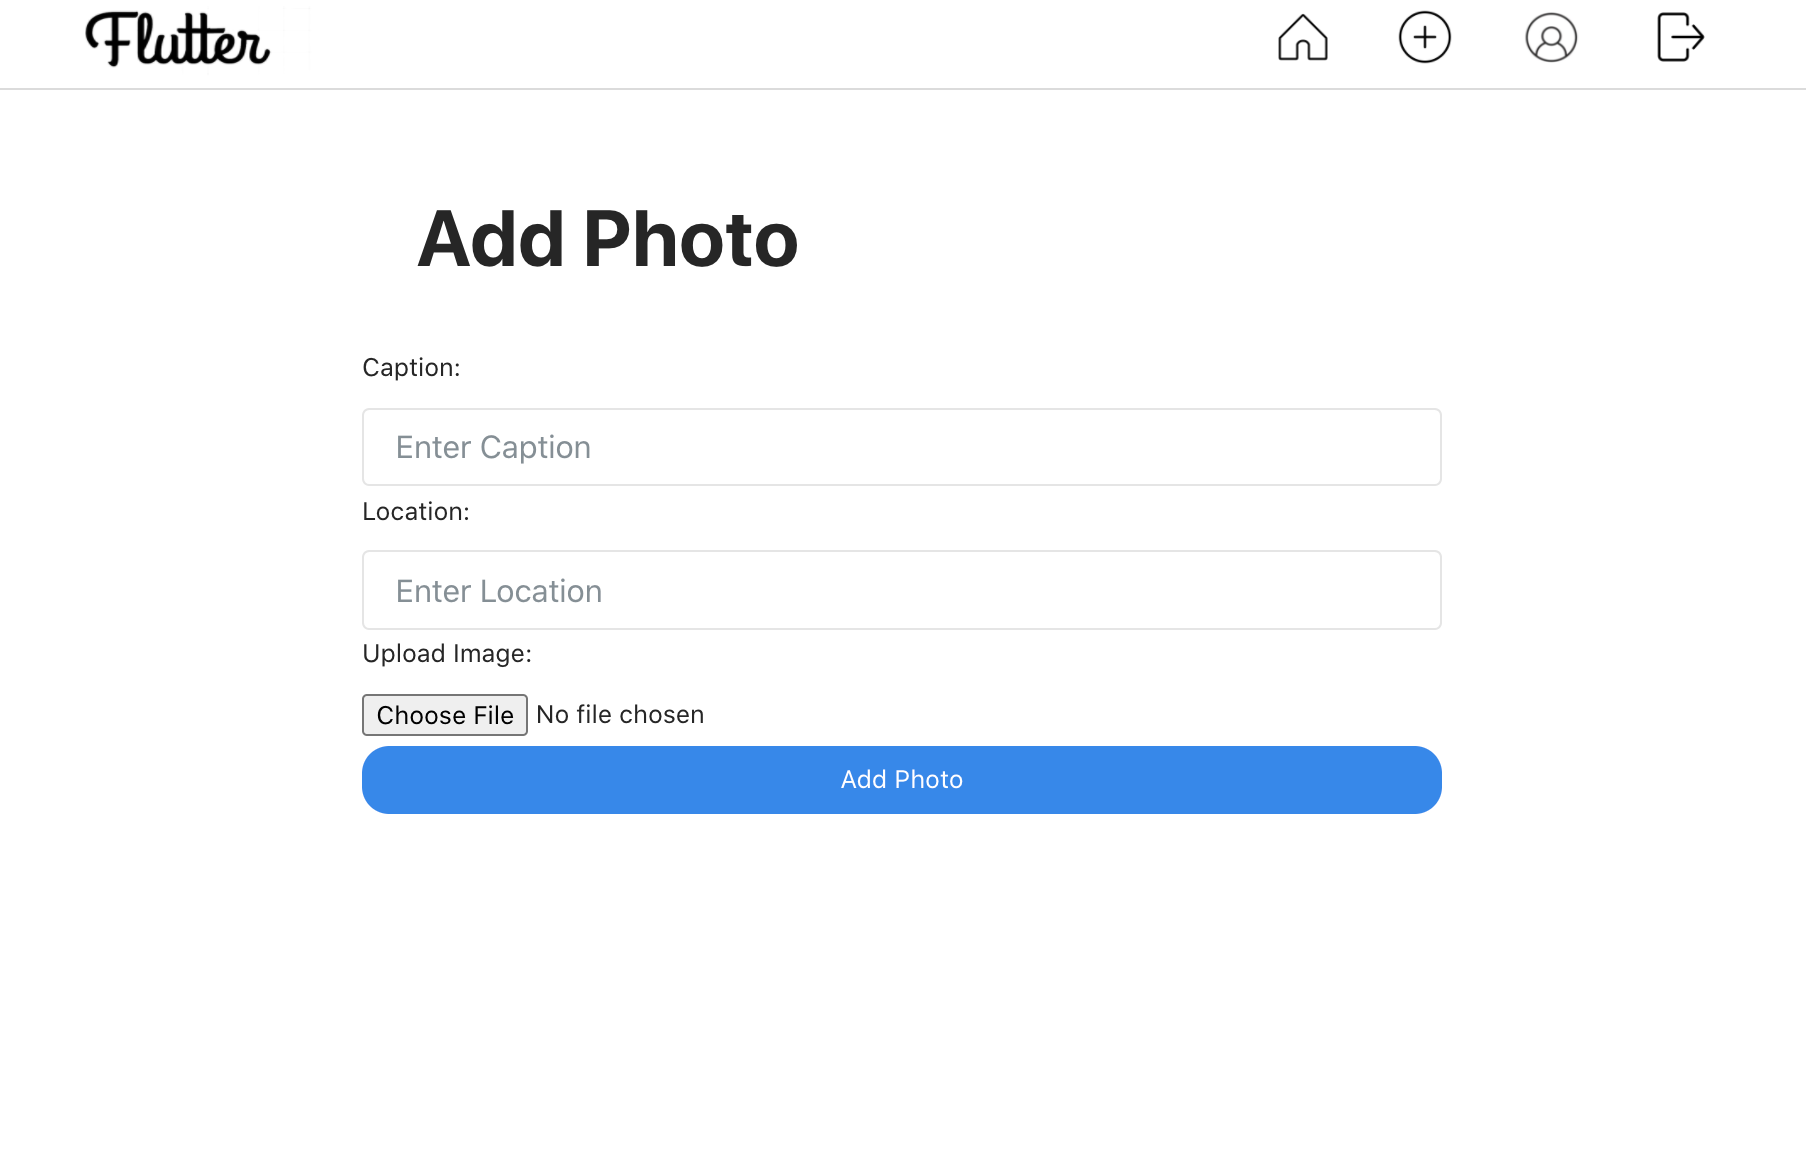 Flutter
Add Photo
Caption:
Enter Caption
Location:
Enter Location
Upload Image:
Choose File No file chosen
Add Photo